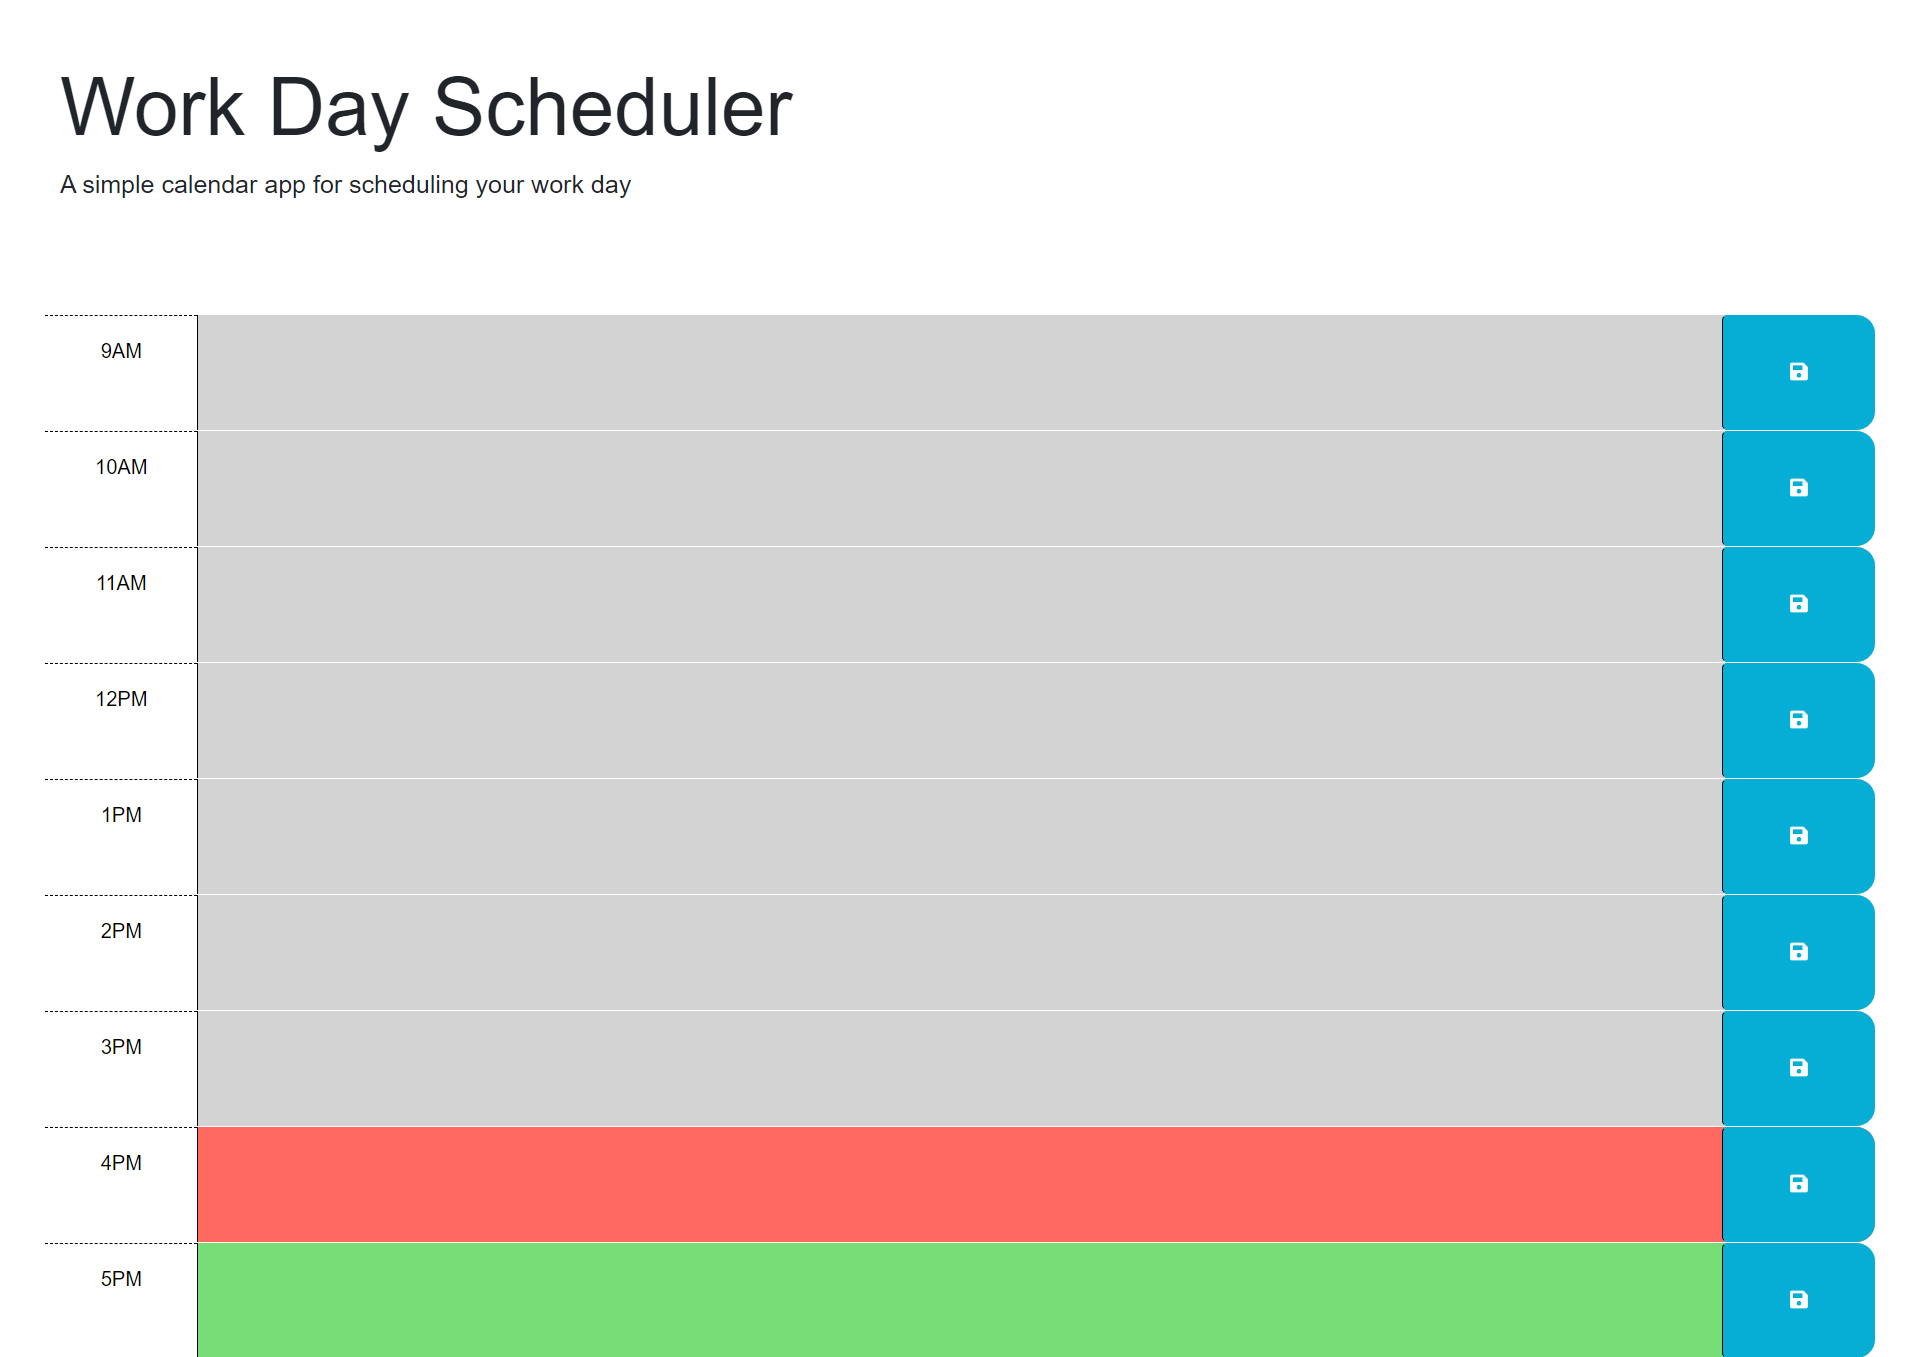 Work Day Scheduler
A simple calendar app for scheduling your work day
9AM
10AM
11AM
12PM
1PM
2PM
3PM
4PM
5PM